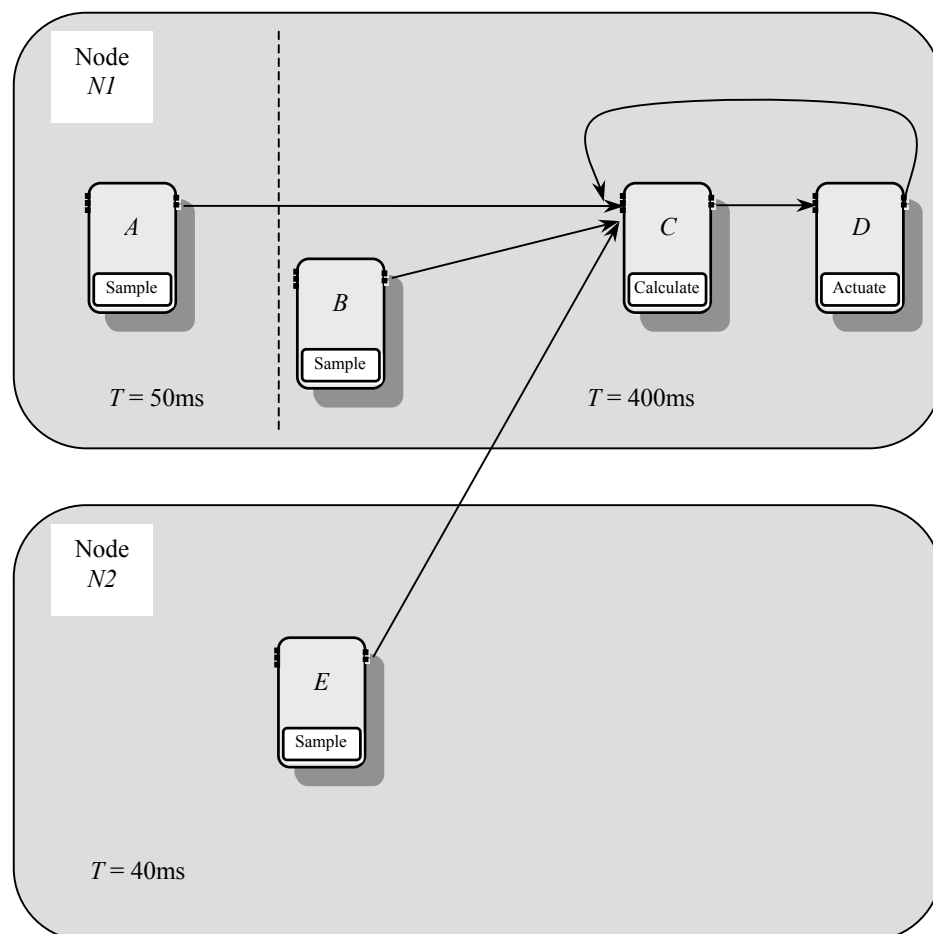 Node
N1
A
Sample
B
Sample
C
Calculate
D
Actuate
T = 50ms
T = 400ms
Node
N2
E
Sample
T = 40ms